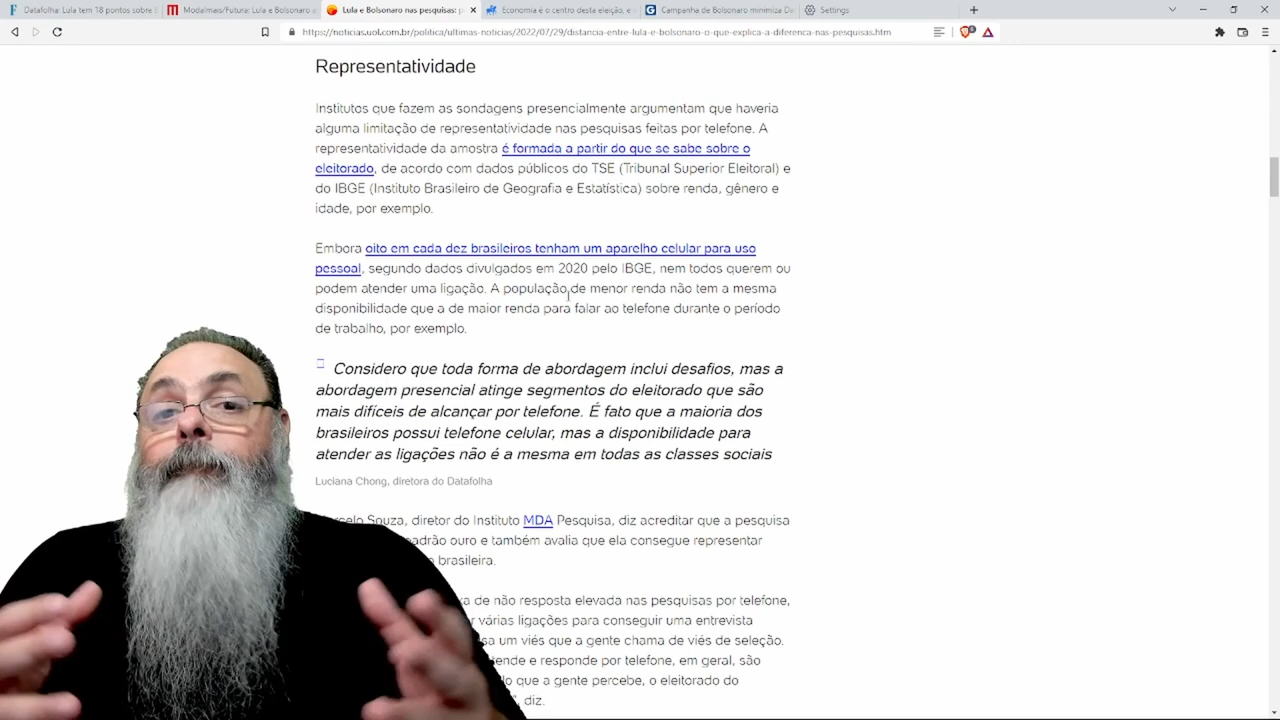 Datafolha: Lula tem 18 pontos sobre
Modalmais/Futura: Lula e Bolsonaro
Lula e Bolsonaro nas pesquisas:
Economia é o centro desta eleição, e
Campanha de Bolsonaro minimiza
Settings
https://noticias.uol.com.br/politica/ultimas-noticias/2022/07/29/distancia-entre-lula-e-bolsonaro-o-que-explica-a-diferenca-nas-pesquisas.htm
Representatividade
Institutos que fazem as sondagens presencialmente argumentam que haveria
alguma limitação de representatividade nas pesquisas feitas por telefone. A
representatividade da amostra é formada a partir do que se sabe sobre o
eleitorado, de acordo com dados públicos do TSE (Tribunal Superior Eleitoral) e
do IBGE (Instituto Brasileiro de Geografia e Estatística) sobre renda, gênero e
idade, por exemplo.
Embora oito em cada dez brasileiros tenham um aparelho celular para uso
pessoal, segundo dados divulgados em 2020 pelo IBGE, nem todos querem ou
podem atender uma ligação. A população de menor renda não tem a mesma
disponibilidade que a de maior renda para falar ao telefone durante o período
de trabalho, por exemplo.
Considero que toda forma de abordagem inclui desafios, mas a
abordagem presencial atinge segmentos do eleitorado que são
mais difíceis de alcançar por telefone. É fato que a maioria dos
brasileiros possui telefone celular, mas a disponibilidade para
atender as ligações não é a mesma em todas as classes sociais
Luciana Chong, diretora do Datafolha
Souza, diretor do Instituto MDA Pesquisa, diz acreditar que a pesquisa
padrão ouro e também avalia que ela consegue representar
brasileira.
de não resposta elevada nas pesquisas por telefone,
várias ligações para conseguir uma entrevista
um viés que a gente chama de viés de seleção.
e responde por telefone, em geral, são
que a gente percebe, o eleitorado do
diz.